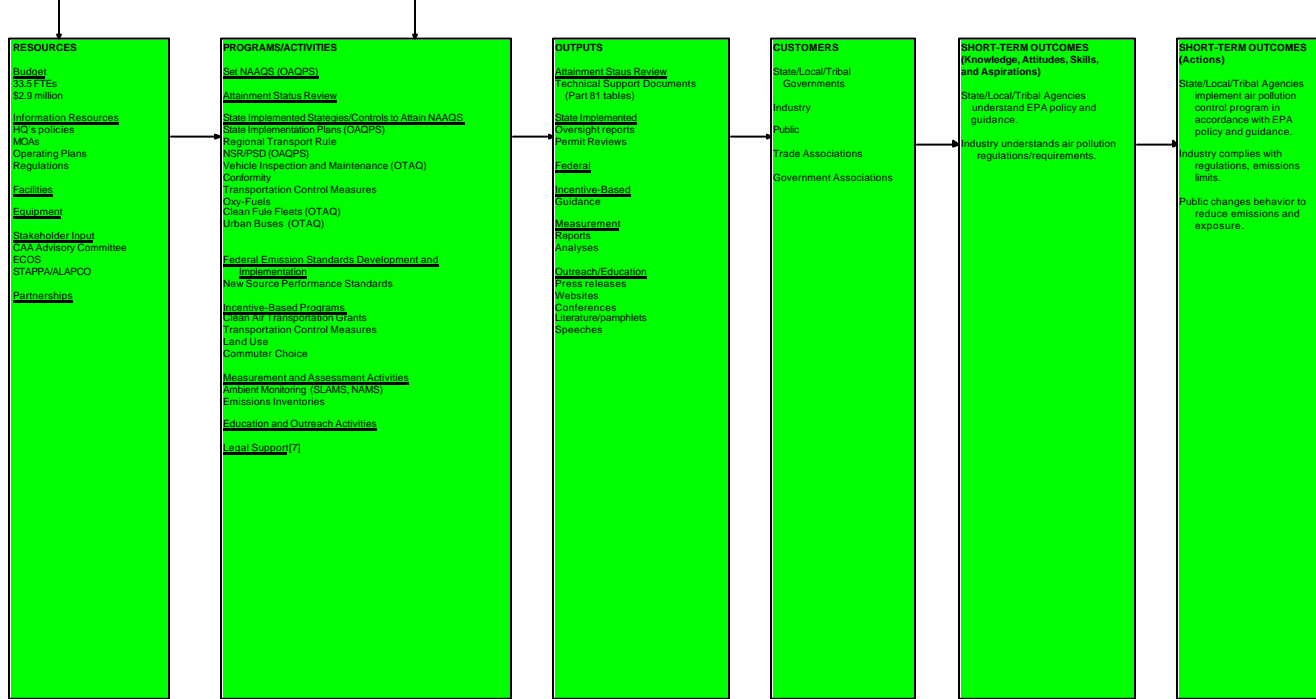 RESOURCES
Budget
33.5 FTEs
$2.9 million
Information Resources
HQ's policies
MOAs
Operating Plans
Regulations
Facilities
Equipment
Stakeholder Input
CAA Advisory Committee
ECOS
STAPPA/ALAPCO
Partnerships
PROGRAMS/ACTIVITIES
Set NAAQS (OAQPS)
Attainment Status Review
State Implemented Stategies/Controls to Attain NAAQS
State Implementation Plans (OAQPS)
Regional Transport Rule
NSR/PSD (OAQPS)
Vehicle Inspection and Maintenance (OTAQ)
Conformity
Transportation Control Measures
Oxy-Fuels
Clean Fule Fleets (OTAQ)
Urban Buses (OTAQ)
Federal Emission Standards Development and
Implementation
New Source Performance Standards
Incentive-Based Programs
Clean Air Transportation Grants
Transportation Control Measures
Land Use
Commuter Choice
Measurement and Assessment Activities
Ambient Monitoring (SLAMS, NAMS)
Emissions Inventories
Education and Outreach Activities
Legal Support[7]
OUTPUTS
Attainment Staus Review
Technical Support Documents
(Part 81 tables)
State Implemented
Oversight reports
Permit Reviews
Federal
Incentive-Based
Guidance
Measurement
Reports
Analyses
Outreach/Education
Press releases
Websites
Conferences
Literature/pamphlets
Speeches
CUSTOMERS
State/Local/Tribal
Governments
Industry
Public
Trade Associations
Government Associations
SHORT-TERM OUTCOMES
(Knowledge, Attitudes, Skills,
and Aspirations)
State/Local/Tribal Agencies
understand EPA policy and
guidance.
Industry understands air pollution
regulations/requirements.
SHORT-TERM OUTCOMES
(Actions)
State/Local/Tribal Agencies
implement air pollution
control program in
accordance with EPA
policy and guidance.
Industry complies with
regulations, emissions
limits.
Public changes behavior to
reduce emissions and
exposure.